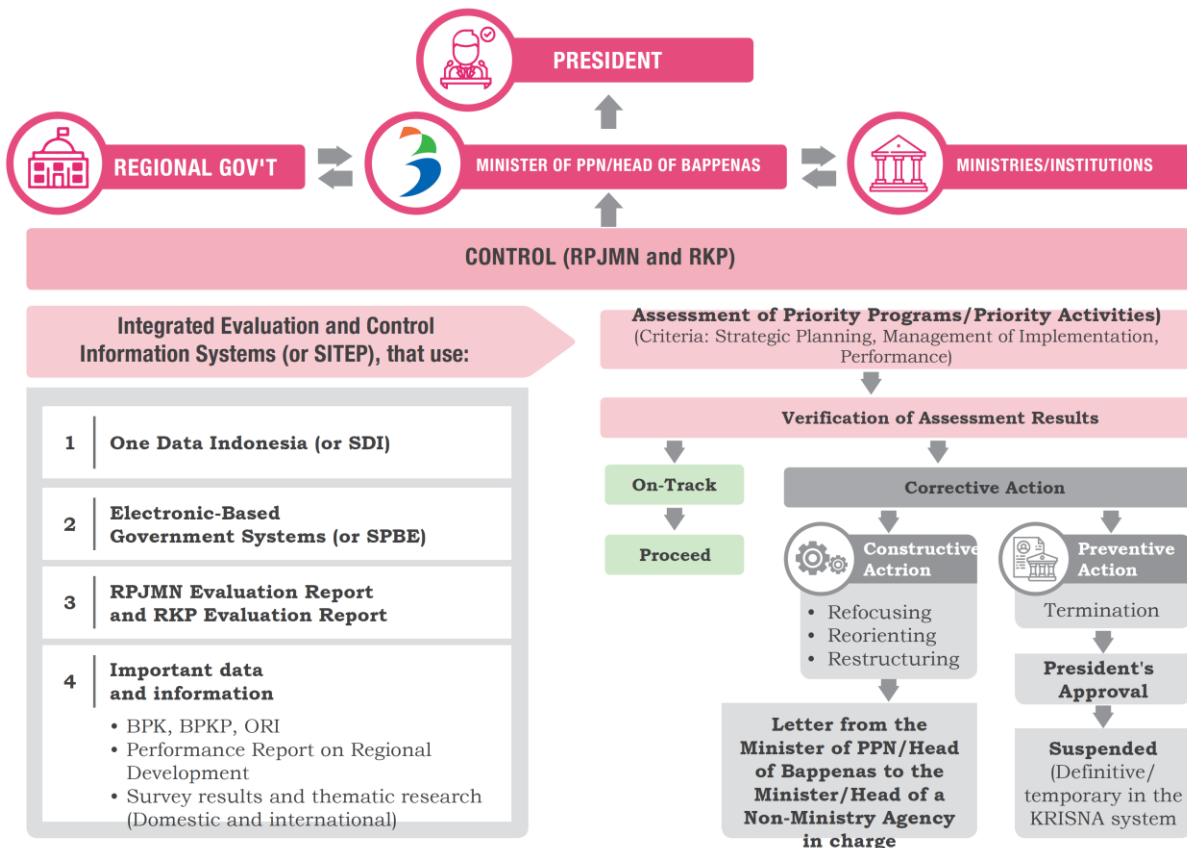 PRESIDENT
REGIONAL GOV'T
MINISTER OF PPN/HEAD OF BAPPENAS
MINISTRIES/INSTITUTIONS
CONTROL (RPJMN and RKP)
Integrated Evaluation and Control
Information Systems (or SITEP), that use:
1
One Data Indonesia (or SDI)
2
Electronic-Based
Government Systems (or SPBE)
3
RPJMN Evaluation Report
and RKP Evaluation Report
4
Important data
and information
• BPK, BPKP, ORI
• Performance Report on Regional
Development
• Survey results and thematic research
(Domestic and international)
Assessment of Priority Programs/Priority Activities)
(Criteria: Strategic Planning, Management of Implementation,
Performance)
Verification of Assessment Results
On-Track
Proceed
Corrective Action
Constructive
Actrion
• Refocusing
• Reorienting
• Restructuring
Letter from the
Minister of PPN/Head
of Bappenas to the
Minister/Head of a
Non-Ministry Agency
in charge
Preventive
Action
Termination
President's
Approval
Suspended
(Definitive/
temporary in the
KRISNA system